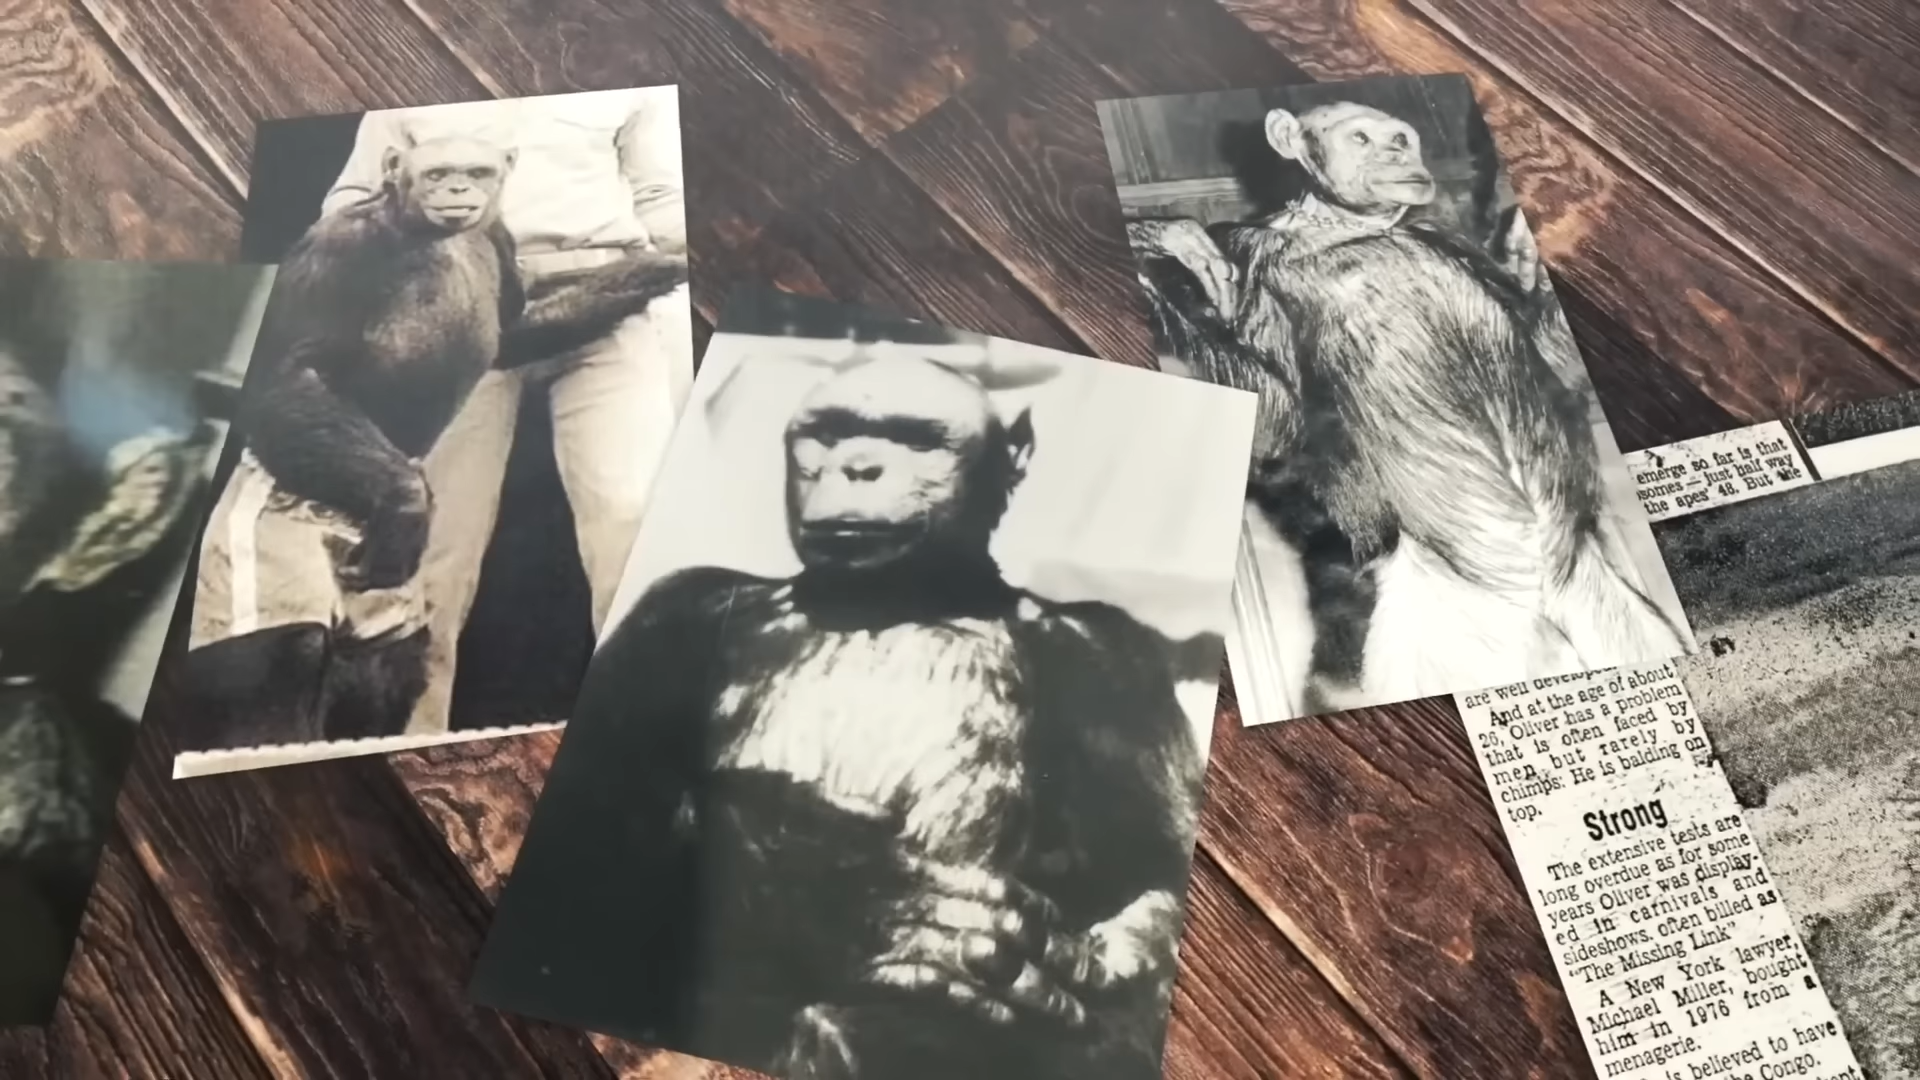 emerge so far is that
somes — just half way
the apes' 48. But the
are well developed
And at the age of about
26, Oliver has a problem
that is often faced by
men but rarely by
chimps: He is balding on
top.
Strong
The extensive tests are
long overdue as for some
years Oliver was display-
ed in carnivals and
sideshows, often billed as
"The Missing Link"
A New York lawyer,
Michael Miller, bought
him in 1976 from a
menagerie.
is believed to have
the Congo.